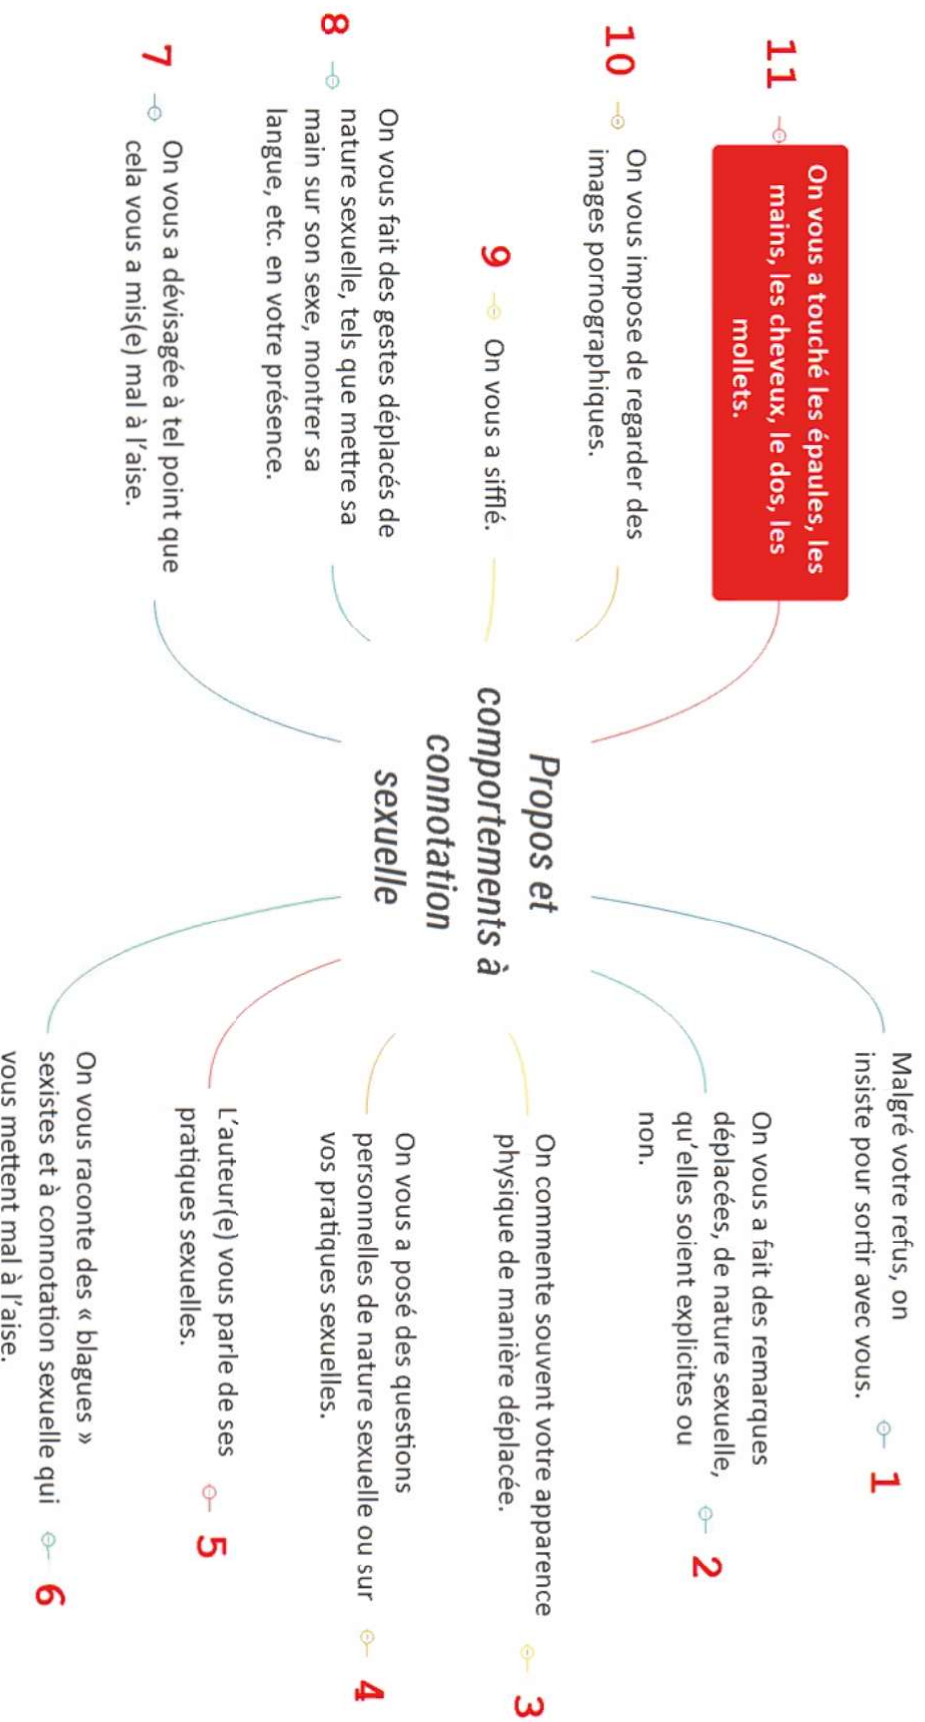 Propos et
comportements à
connotation
sexuelle
Malgré votre refus, on
insiste pour sortir avec vous.
1
On vous a fait des remarques
déplacées, de nature sexuelle,
qu'elles soient explicites ou
non.
2
On commente souvent votre apparence
physique de manière déplacée.
3
On vous a posé des questions
personnelles de nature sexuelle ou sur
vos pratiques sexuelles.
4
L'auteur(e) vous parle de ses
pratiques sexuelles.
5
On vous raconte des « blagues »
sexistes et à connotation sexuelle qui
vous mettent mal à l'aise.
6
7
On vous a dévisagée à tel point que
cela vous a mis(e) mal à l'aise.
8
On vous fait des gestes déplacés de
nature sexuelle, tels que mettre sa
main sur son sexe, montrer sa
langue, etc. en votre présence.
9
On vous a sifflé.
10
On vous impose de regarder des
images pornographiques.
11
On vous a touché les épaules, les
mains, les cheveux, le dos, les
mollets.